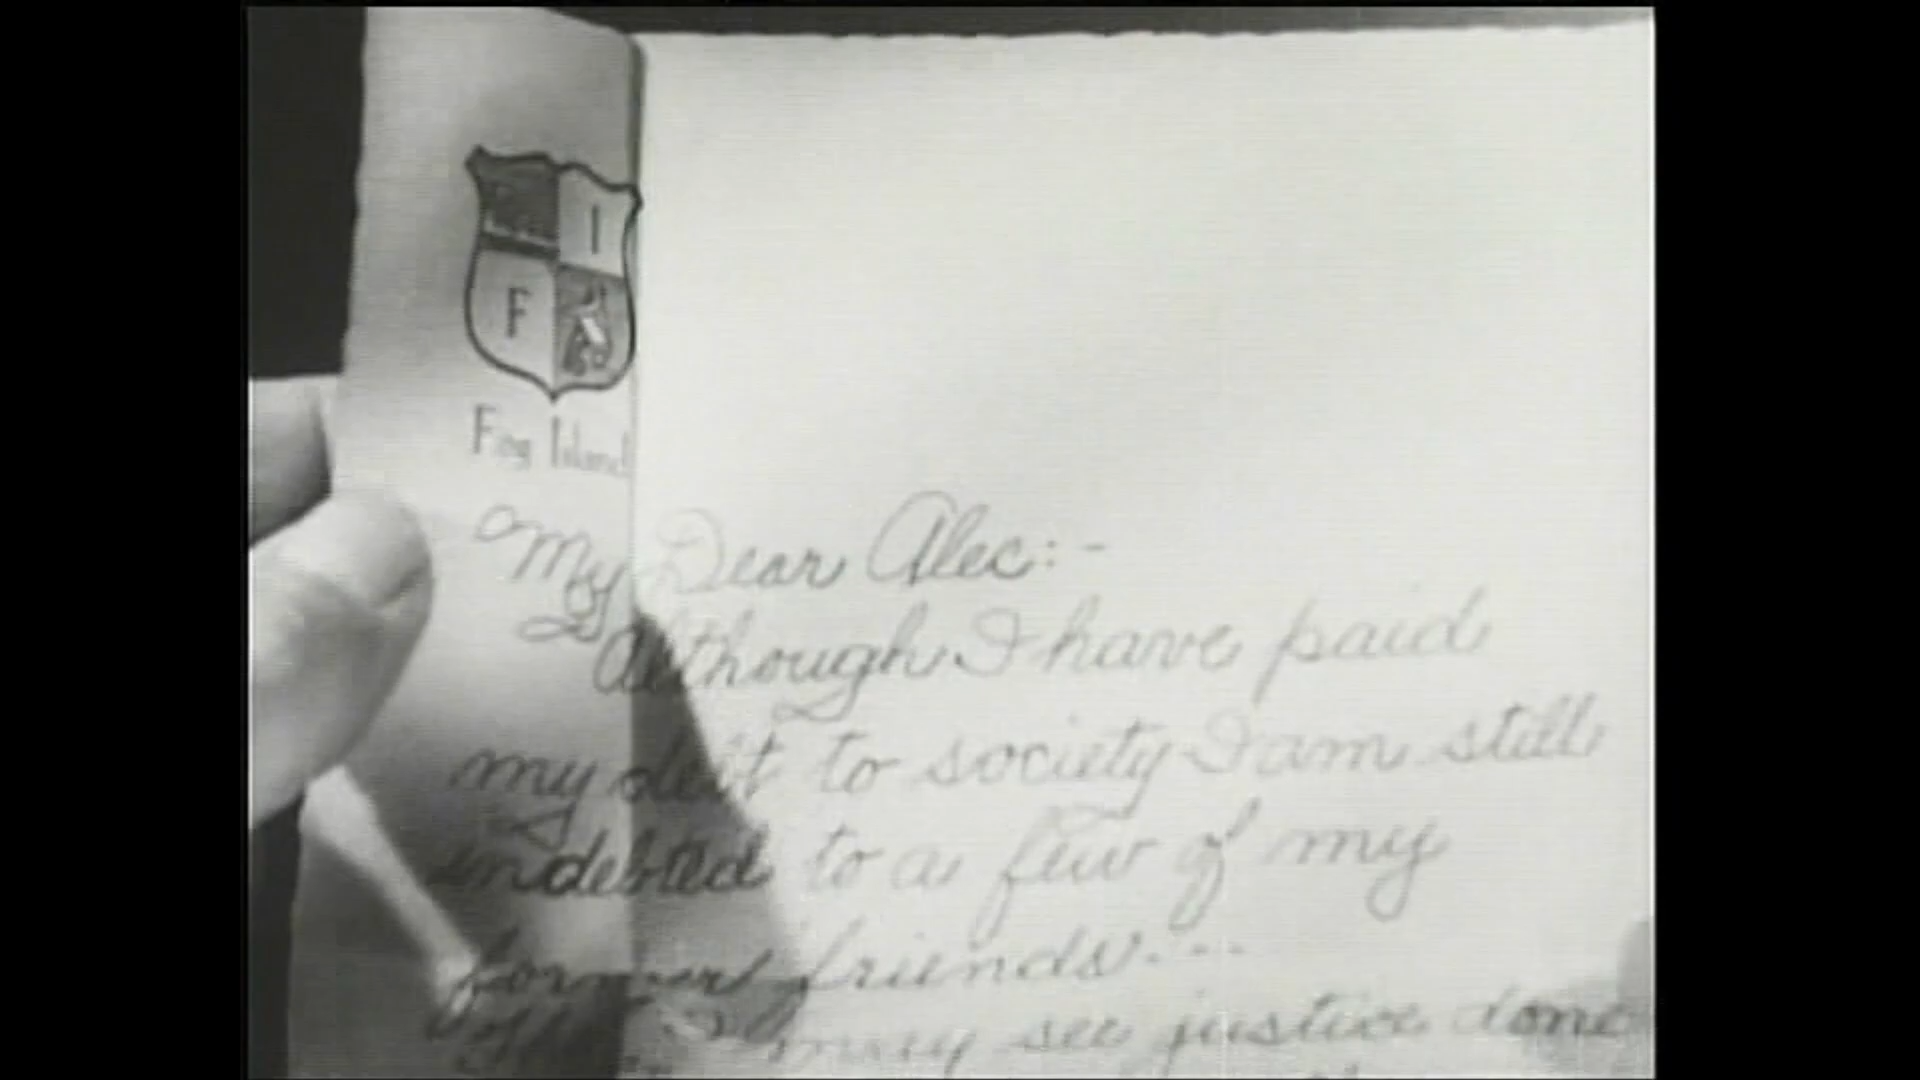 I
F
Fog Island
My Dear Alec:-
Although I have paid
my debt to society I am still
indebted to a few of my
former friends.--
may see justice done